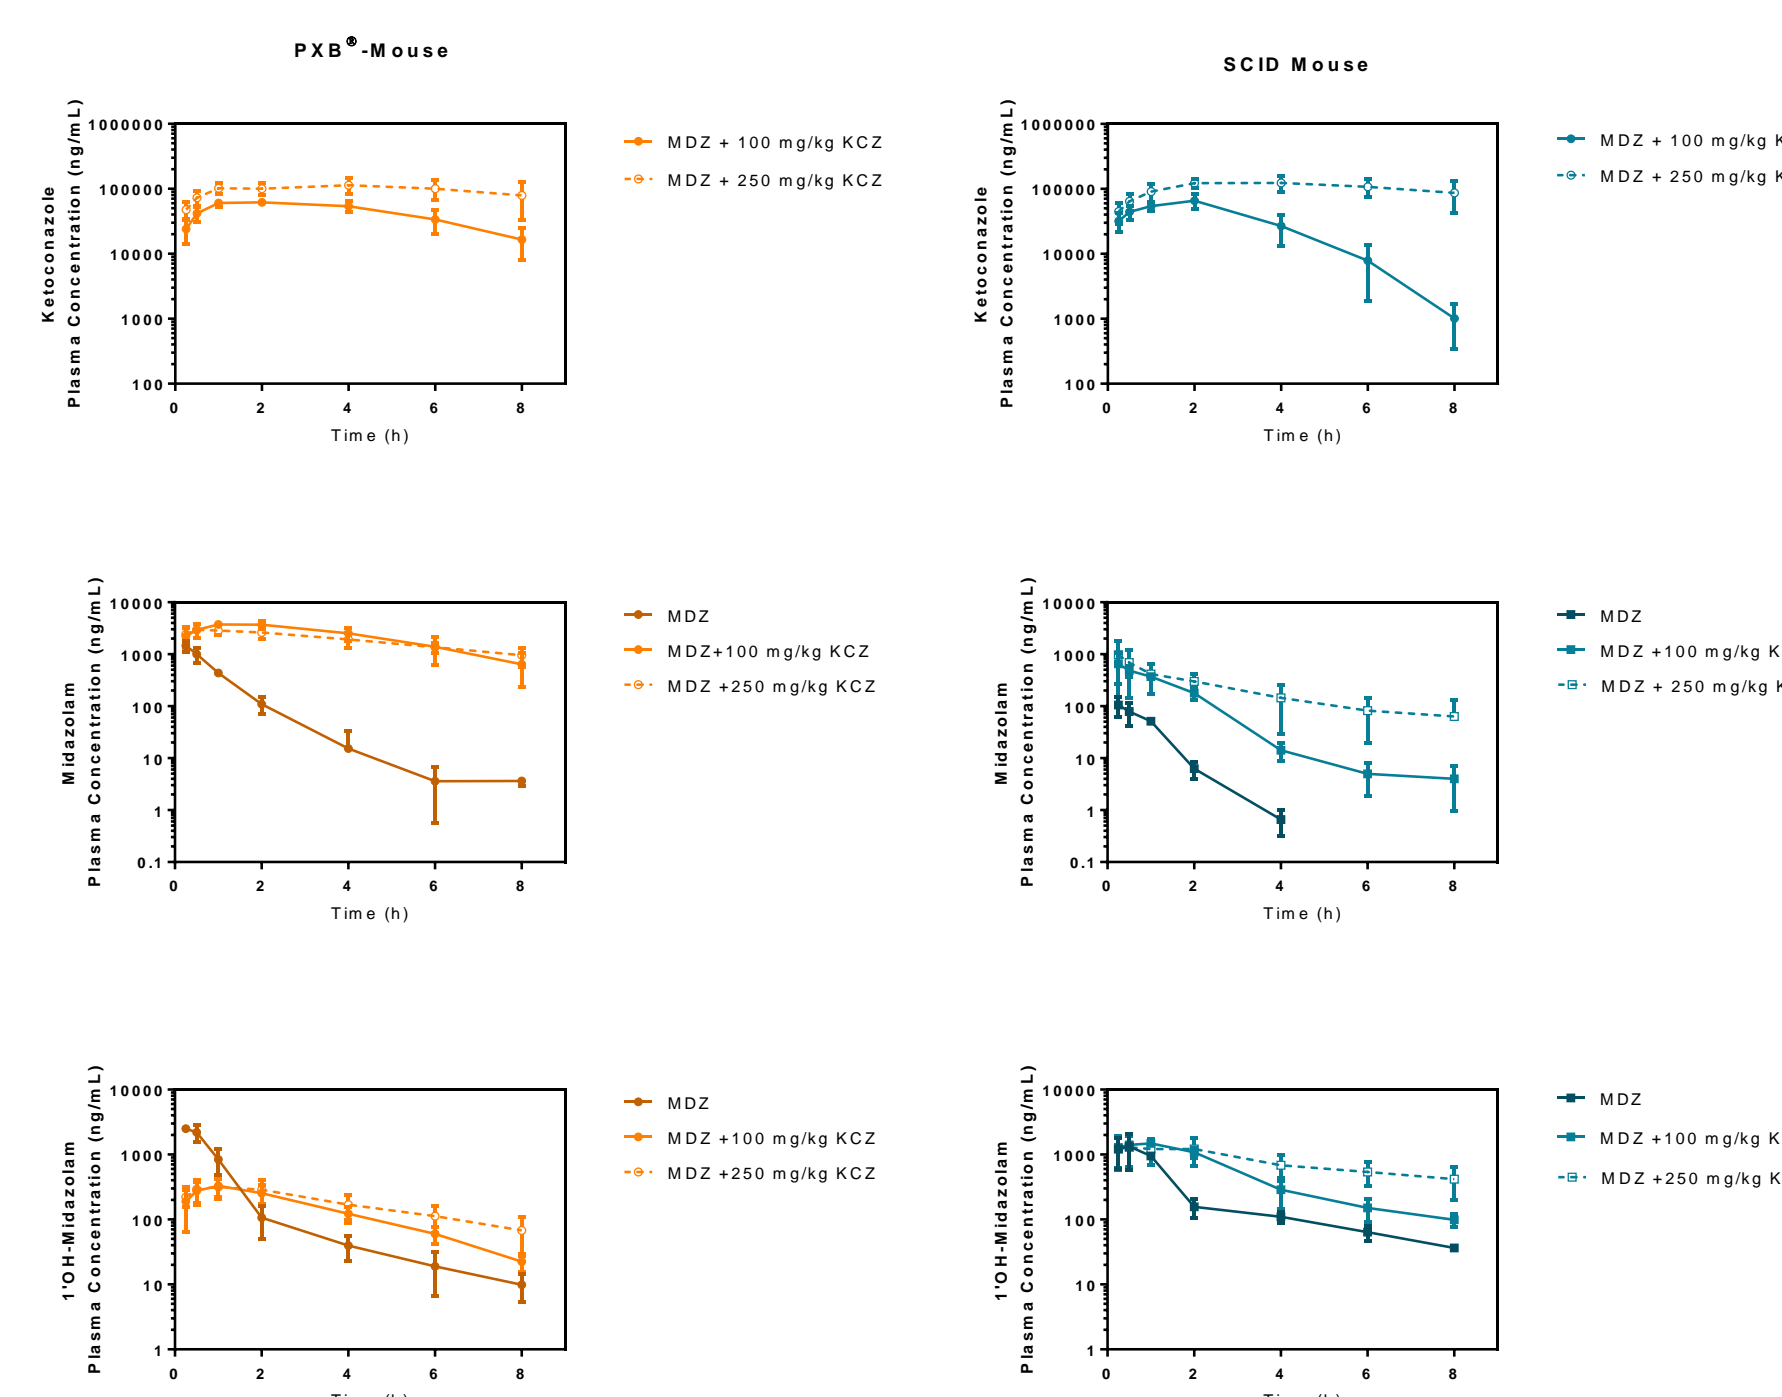 PXB®-Mouse
SCID Mouse
Ketoconazole
Plasma Concentration (ng/mL)
1000000
100000
10000
1000
100
0 2 4 6 8
Time (h)
MDZ + 100 mg/kg KCZ
MDZ + 250 mg/kg KCZ
Ketoconazole
Plasma Concentration (ng/mL)
1000000
100000
10000
1000
100
0 2 4 6 8
Time (h)
MDZ + 100 mg/kg K
MDZ + 250 mg/kg K
Midazolam
Plasma Concentration (ng/mL)
10000
1000
100
10
1
0.1
0 2 4 6 8
Time (h)
MDZ
MDZ+100 mg/kg KCZ
MDZ +250 mg/kg KCZ
Midazolam
Plasma Concentration (ng/mL)
10000
1000
100
10
1
0.1
0 2 4 6 8
Time (h)
MDZ
MDZ +100 mg/kg K
MDZ + 250 mg/kg K
1'OH-Midazolam
Plasma Concentration (ng/mL)
10000
1000
100
10
1
0 2 4 6 8
Time (h)
MDZ
MDZ +100 mg/kg KCZ
MDZ +250 mg/kg KCZ
1'OH-Midazolam
Plasma Concentration (ng/mL)
10000
1000
100
10
1
0 2 4 6 8
Time (h)
MDZ
MDZ +100 mg/kg K
MDZ +250 mg/kg K